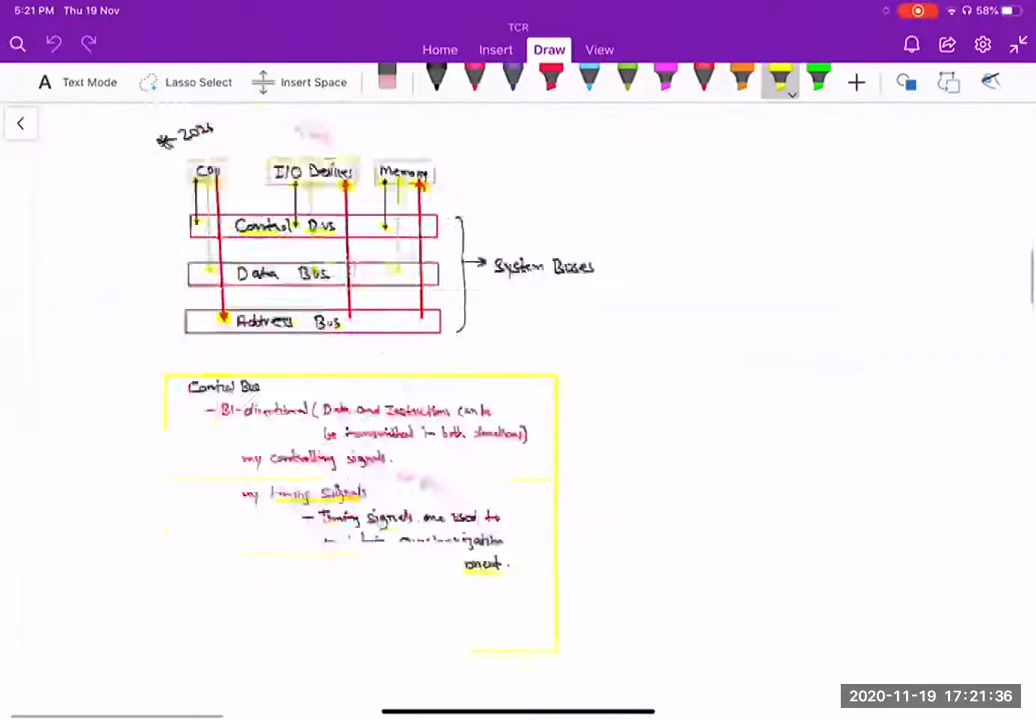 5:21 PM Thu 19 Nov
58%
TCR
Home Insert Draw View
A Text Mode Lasso Select Insert Space
I/O Devices Memory
Control Bus
Data Bus
System Buses
Address Bus
Control Bus
- Bi-directional (Data and Instructions can be
transmitted in both directions)
controlling signals.
timing signals
- Timing signals are used to
2020-11-19 17:21:36